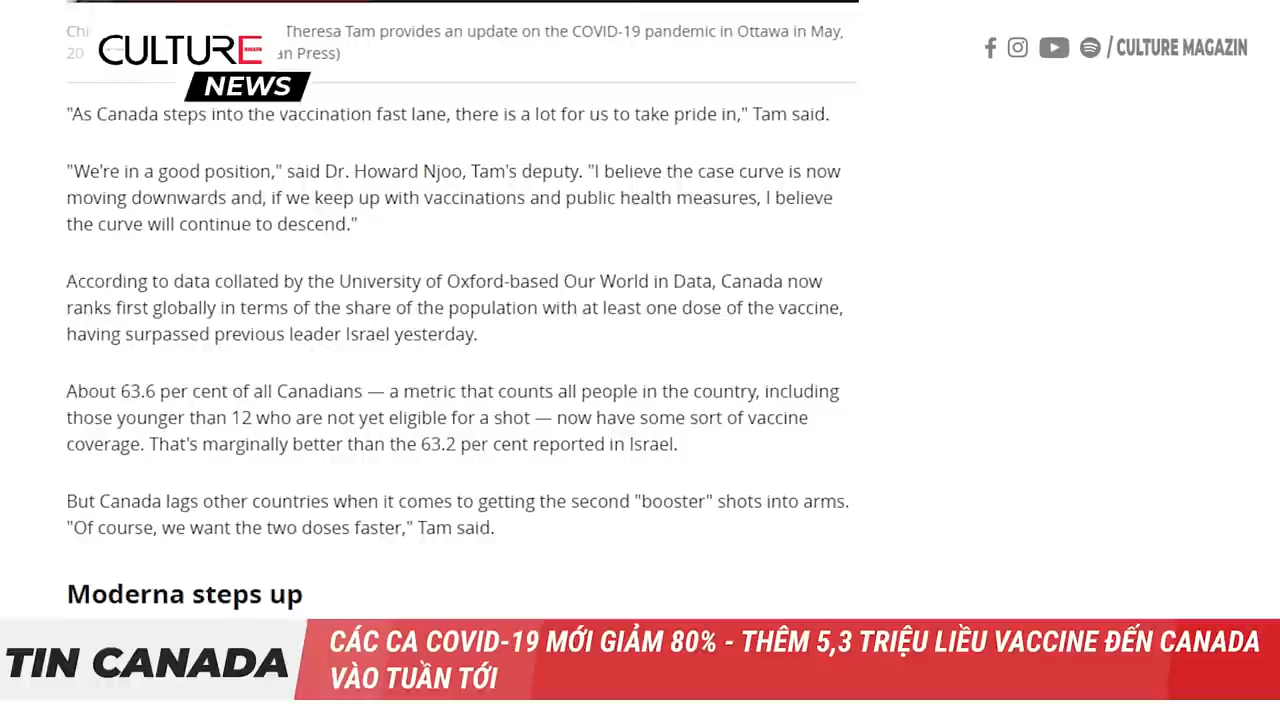 Chi Theresa Tam provides an update on the COVID-19 pandemic in Ottawa in May,
20 an Press)
CULTURE
NEWS
/ CULTURE MAGAZIN
"As Canada steps into the vaccination fast lane, there is a lot for us to take pride in," Tam said.
"We're in a good position," said Dr. Howard Njoo, Tam's deputy. "I believe the case curve is now
moving downwards and, if we keep up with vaccinations and public health measures, I believe
the curve will continue to descend."
According to data collated by the University of Oxford-based Our World in Data, Canada now
ranks first globally in terms of the share of the population with at least one dose of the vaccine,
having surpassed previous leader Israel yesterday.
About 63.6 per cent of all Canadians — a metric that counts all people in the country, including
those younger than 12 who are not yet eligible for a shot — now have some sort of vaccine
coverage. That's marginally better than the 63.2 per cent reported in Israel.
But Canada lags other countries when it comes to getting the second "booster" shots into arms.
"Of course, we want the two doses faster," Tam said.
Moderna steps up
TIN CANADA
CÁC CA COVID-19 MỚI GIẢM 80% - THÊM 5,3 TRIỆU LIỀU VACCINE ĐẾN CANADA
VÀO TUẦN TỚI